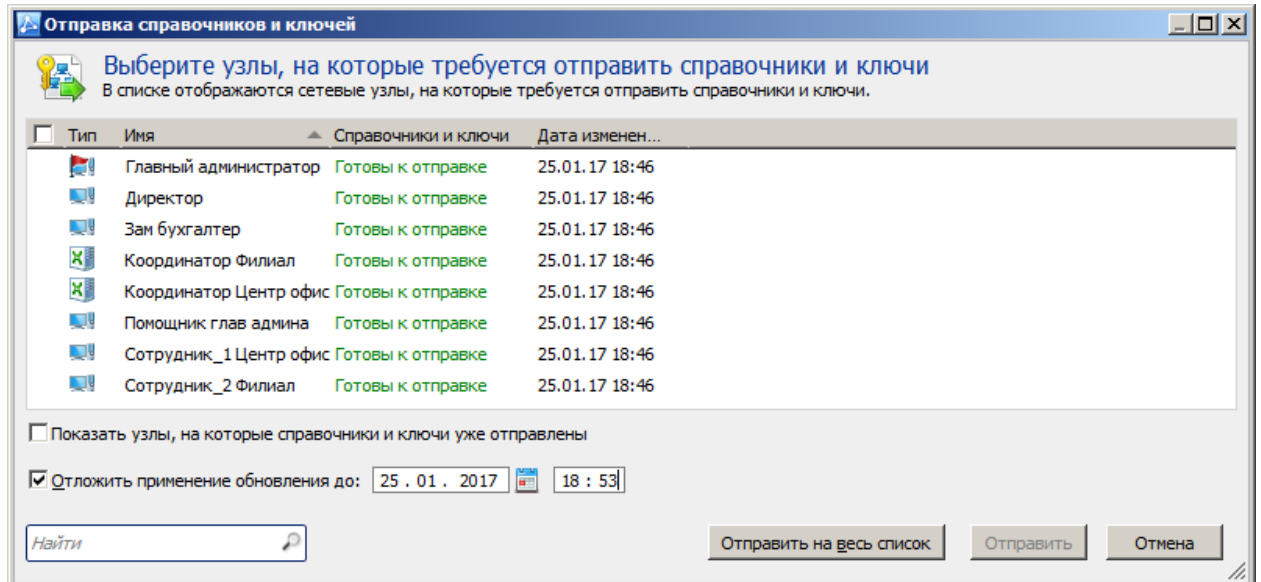 Отправка справочников и ключей
Выберите узлы, на которые требуется отправить справочники и ключи
В списке отображаются сетевые узлы, на которые требуется отправить справочники и ключи.
Тип Имя Справочники и ключи Дата изменен...
Главный администратор Готовы к отправке 25.01.17 18:46
Директор Готовы к отправке 25.01.17 18:46
Зам бухгалтер Готовы к отправке 25.01.17 18:46
Координатор Филиал Готовы к отправке 25.01.17 18:46
Координатор Центр офис Готовы к отправке 25.01.17 18:46
Помощник глав админа Готовы к отправке 25.01.17 18:46
Сотрудник_1 Центр офис Готовы к отправке 25.01.17 18:46
Сотрудник_2 Филиал Готовы к отправке 25.01.17 18:46
Показать узлы, на которые справочники и ключи уже отправлены
Отложить применение обновления до: 25 . 01 . 2017 18 : 53
Найти Отправить на весь список Отправить Отмена